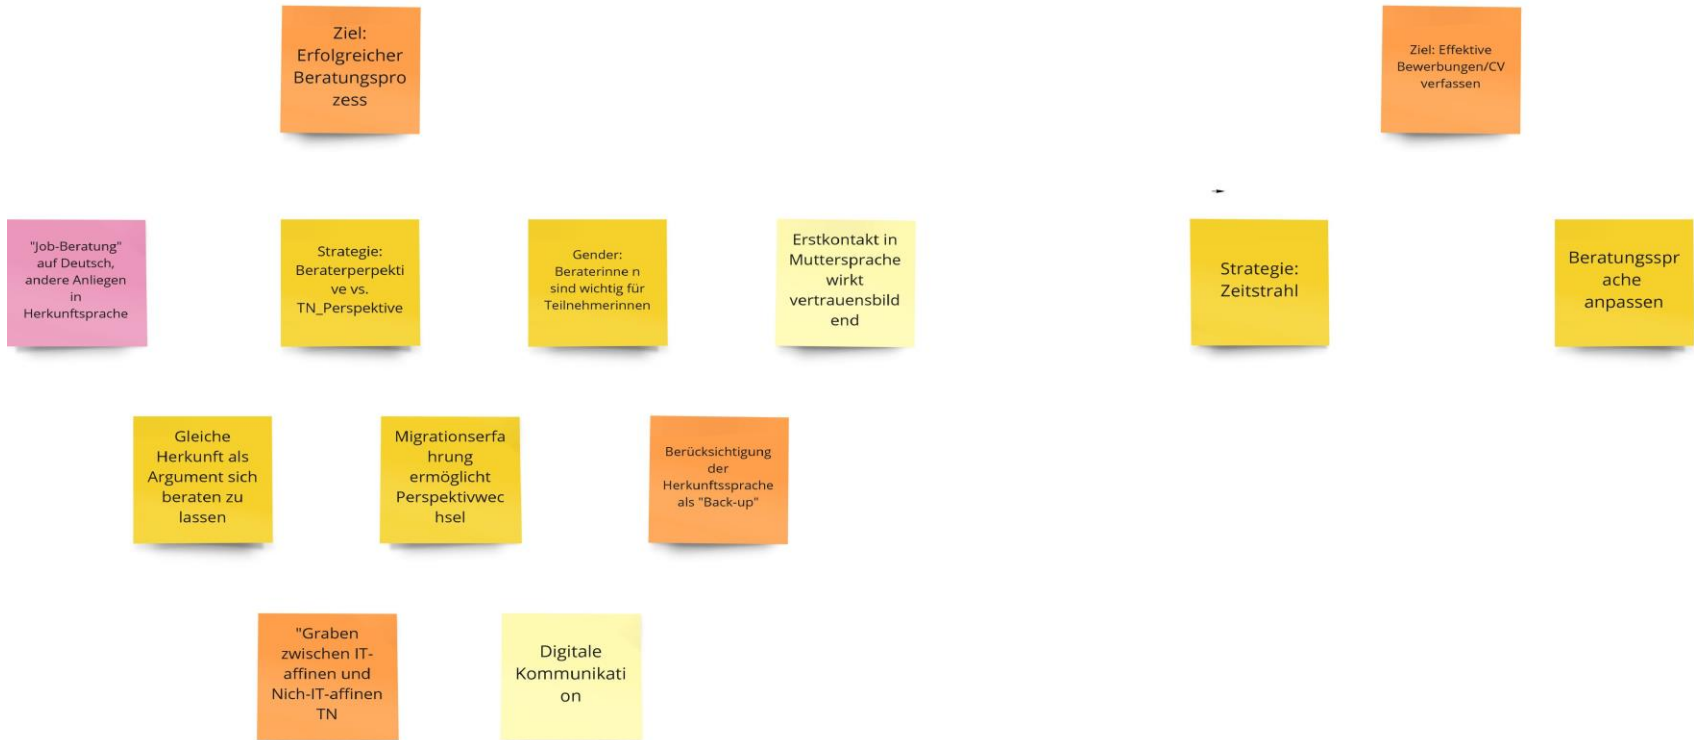 Ziel:
Erfolgreicher
Beratungspro
zess
Ziel: Effektive
Bewerbungen/CV
verfassen
"Job-Beratung"
auf Deutsch,
andere Anliegen
in
Herkunftsprache
Strategie:
Beraterperpekti
ve vs.
TN_Perspektive
Gender:
Beraterinne n
sind wichtig für
Teilnehmerinnen
Erstkontakt in
Muttersprache
wirkt
vertrauensbild
end
Strategie:
Zeitstrahl
Beratungsspr
ache
anpassen
Gleiche
Herkunft als
Argument sich
beraten zu
lassen
Migrationserfa
hrung
ermöglicht
Perspektivwec
hsel
Berücksichtigung
der
Herkunftssprache
als "Back-up"
"Graben
zwischen IT-
affinen und
Nich-IT-affinen
TN
Digitale
Kommunikati
on